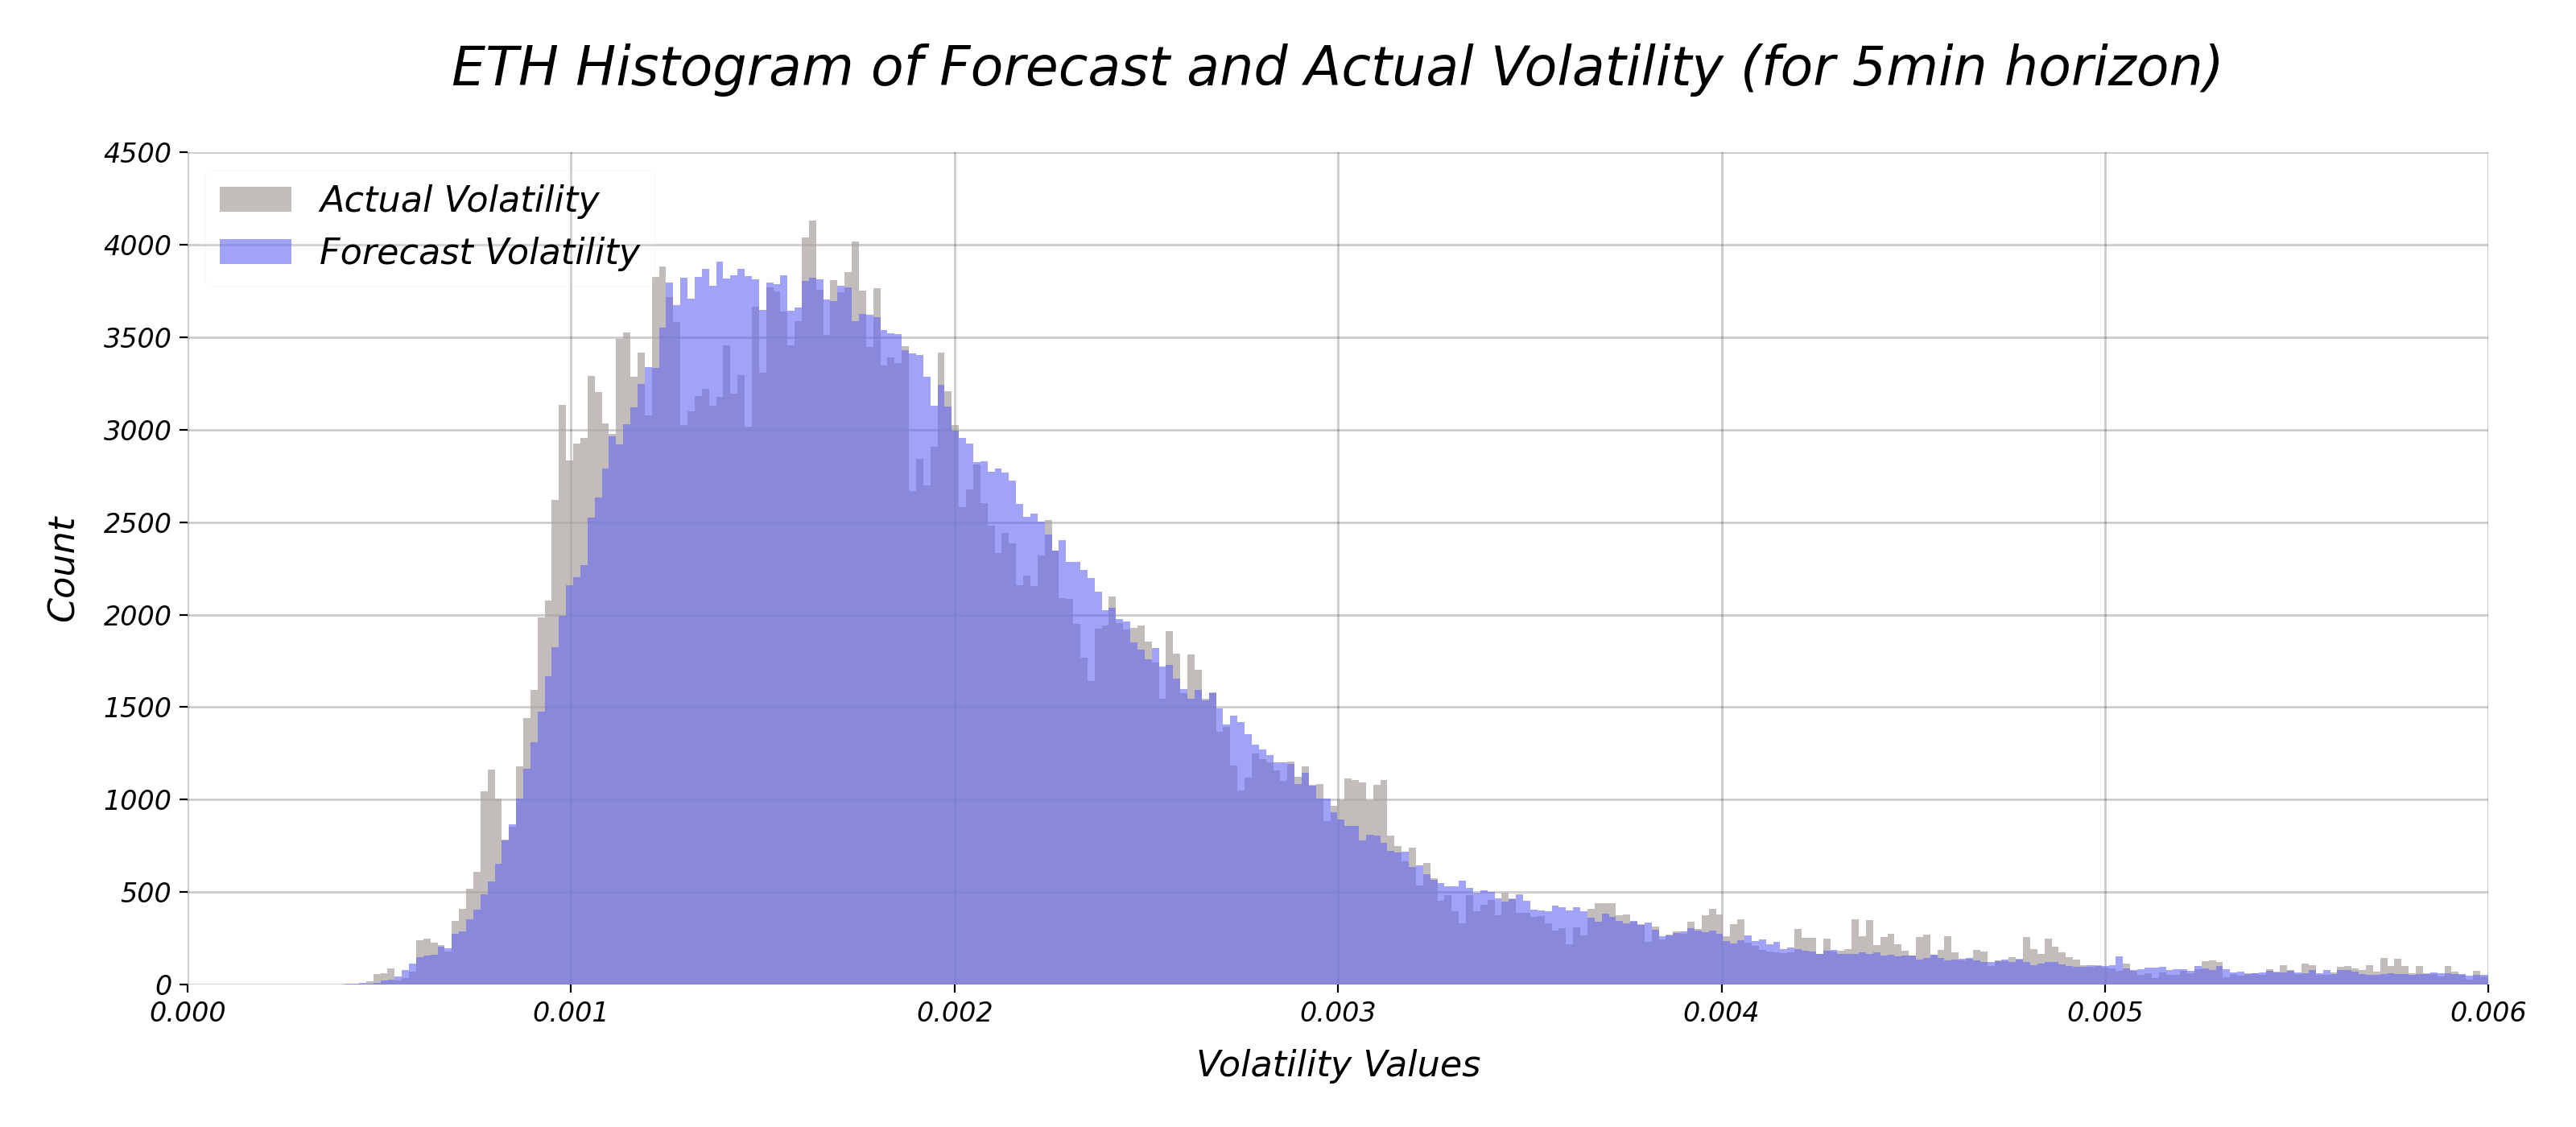 ETH Histogram of Forecast and Actual Volatility (for 5min horizon)
Actual Volatility
Forecast Volatility
4500
4000
3500
3000
2500
2000
1500
1000
500
0
Count
0.000 0.001 0.002 0.003 0.004 0.005 0.006
Volatility Values